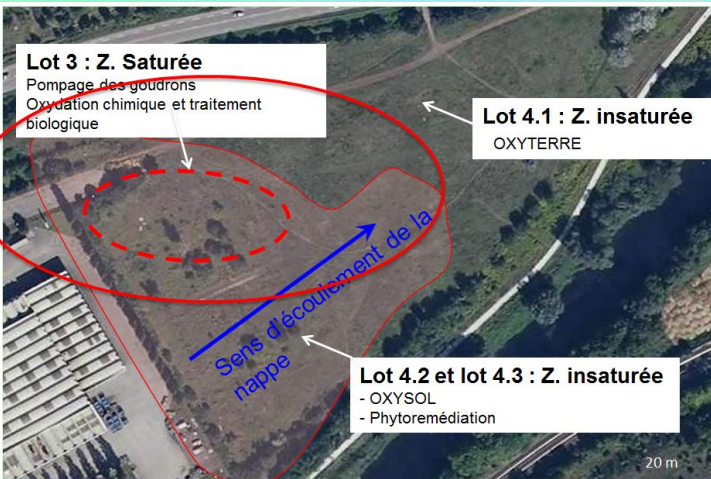 Lot 3 : Z. Saturée
Pompage des goudrons
Oxydation chimique et traitement
biologique
Lot 4.1 : Z. insaturée
OXYTERRE
Sens d'écoulement de la
nappe
Lot 4.2 et lot 4.3 : Z. insaturée
- OXYSOL
- Phytoremédiation
20 m